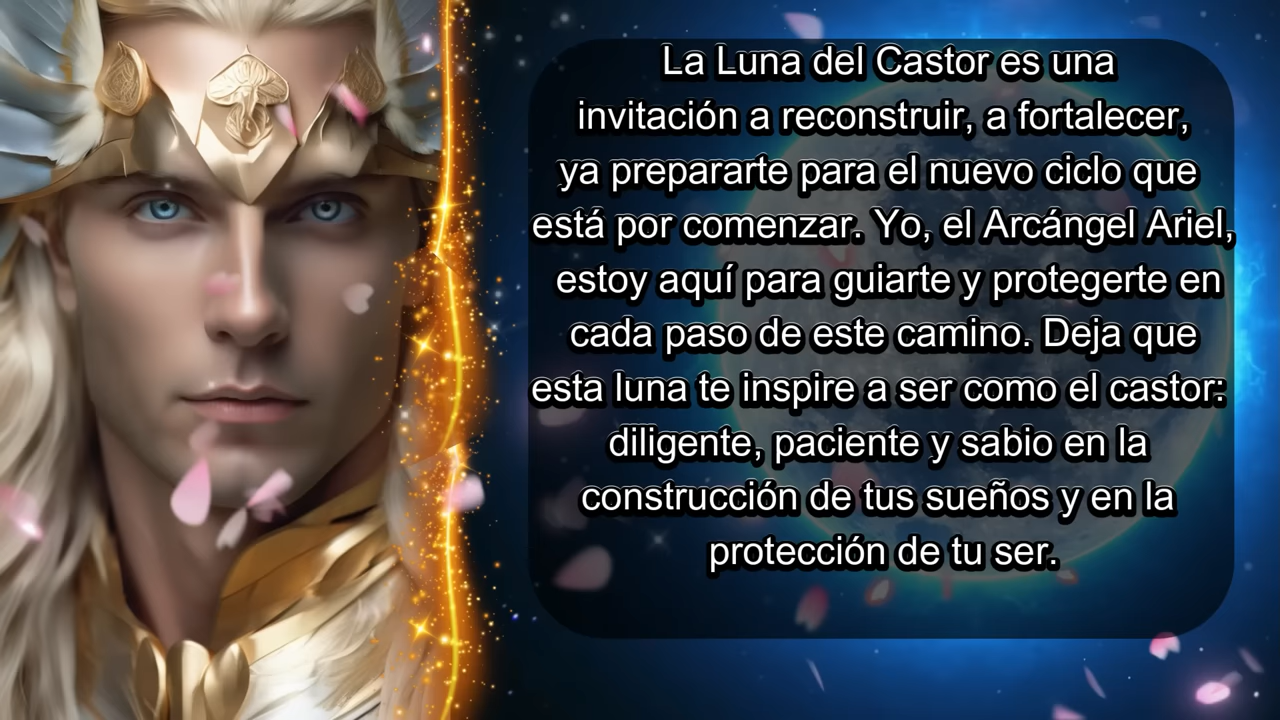 La Luna del Castor es una
invitación a reconstruir, a fortalecer,
ya prepararte para el nuevo ciclo que
está por comenzar. Yo, el Arcángel Ariel,
estoy aquí para guiarte y protegerte en
cada paso de este camino. Deja que
esta luna te inspire a ser como el castor:
diligente, paciente y sabio en la
construcción de tus sueños y en la
protección de tu ser.